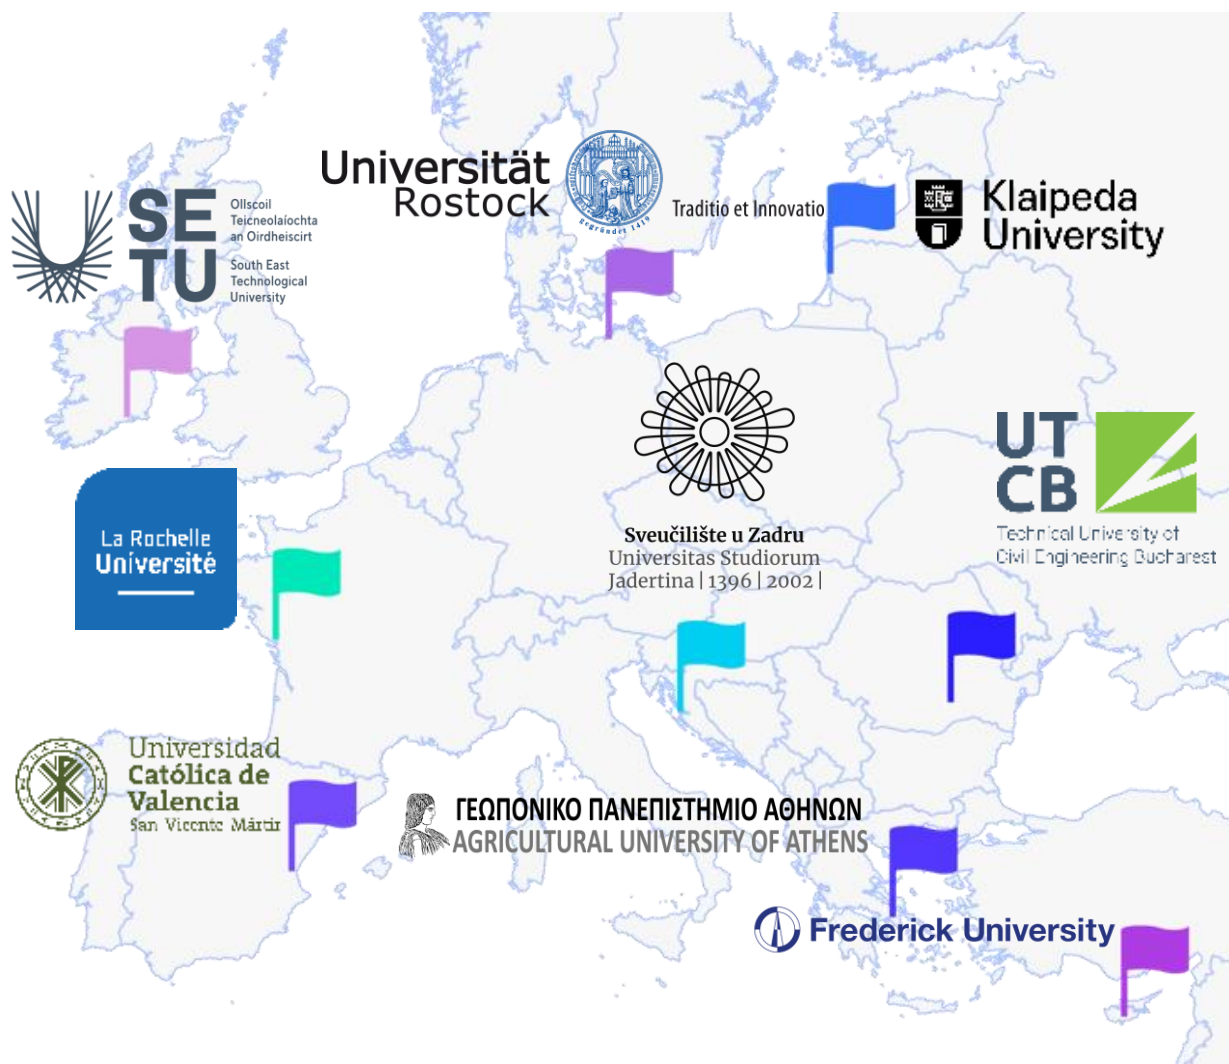 Universität
Rostock
gegründet 1419
Traditio et Innovatio
SE
TU
Ollscoil
Teicneolaíochta
an Oirdheiscirt
South East
Technological
University
Klaipeda
University
UT
CB
Technical University of
Civil Engineering Bucharest
La Rochelle
Université
Sveučilište u Zadru
Universitas Studiorum
Jadertina | 1396 | 2002 |
Universidad
Católica de
Valencia
San Vicente Mártir
ΓΕΩΠΟΝΙΚΟ ΠΑΝΕΠΙΣΤΗΜΙΟ ΑΘΗΝΩΝ
AGRICULTURAL UNIVERSITY OF ATHENS
Frederick University